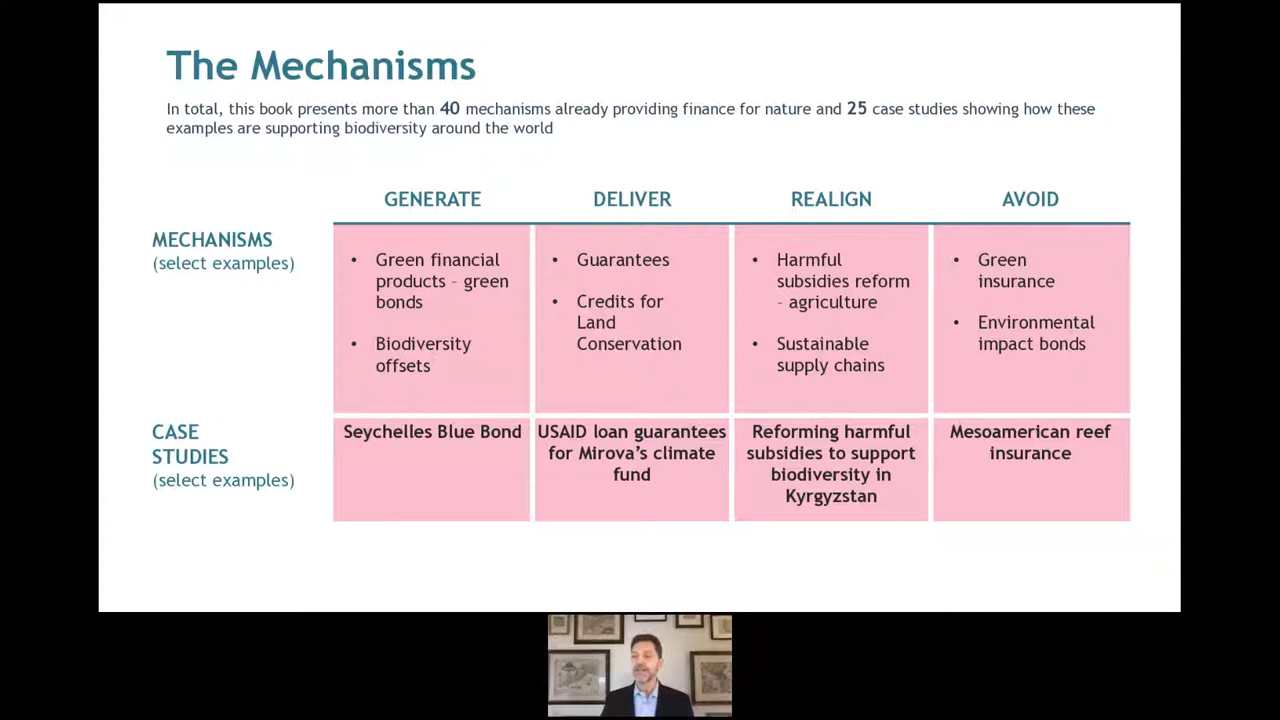 The Mechanisms
In total, this book presents more than 40 mechanisms already providing finance for nature and 25 case studies showing how these
examples are supporting biodiversity around the world
GENERATE
DELIVER
REALIGN
AVOID
MECHANISMS
(select examples)
• Green financial
products – green
bonds
• Biodiversity
offsets
• Guarantees
• Credits for
Land
Conservation
• Harmful
subsidies reform
– agriculture
• Sustainable
supply chains
• Green
insurance
• Environmental
impact bonds
CASE
STUDIES
(select examples)
Seychelles Blue Bond
USAID loan guarantees
for Mirova's climate
fund
Reforming harmful
subsidies to support
biodiversity in
Kyrgyzstan
Mesoamerican reef
insurance